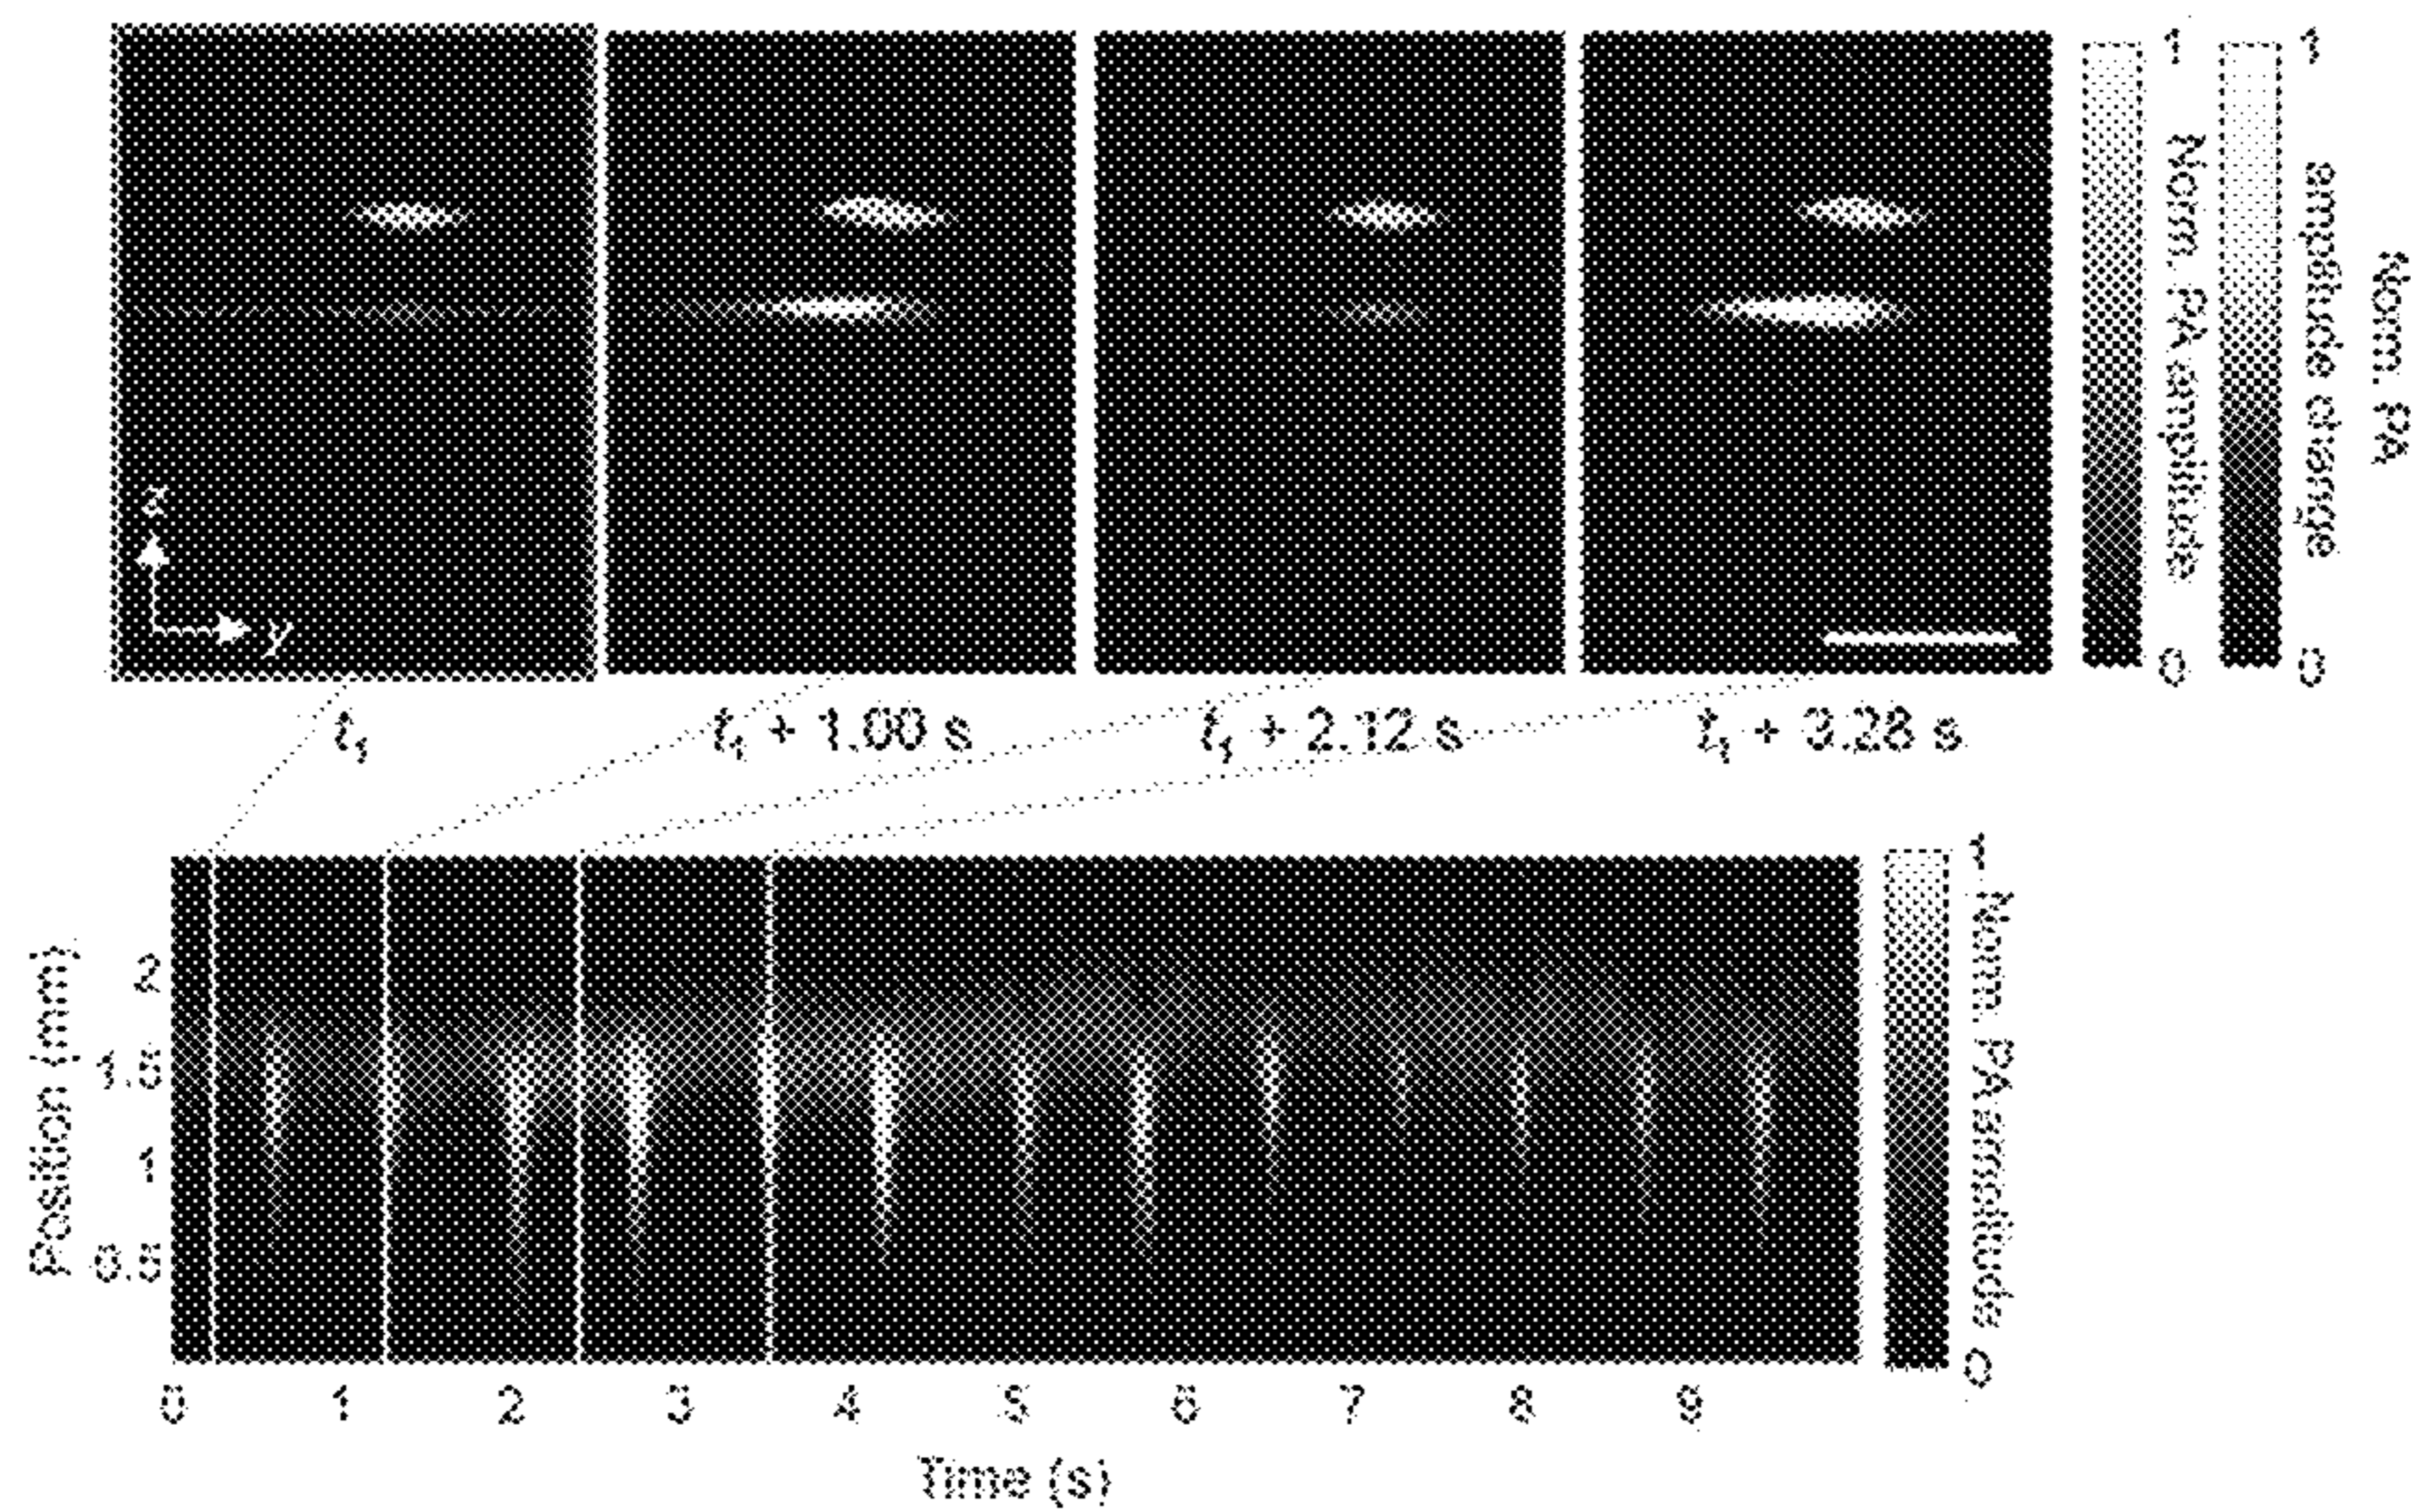 x
y
t₁
t₁ + 1.00 s
t₁ + 2.12 s
t₁ + 3.28 s
1
Norm. PA amplitude
0
1
Norm. PA
amplitude change
0
Position (mm)
2
1.5
1
0.5
0 1 2 3 4 5 6 7 8 9
Time (s)
1
Norm. PA amplitude
0